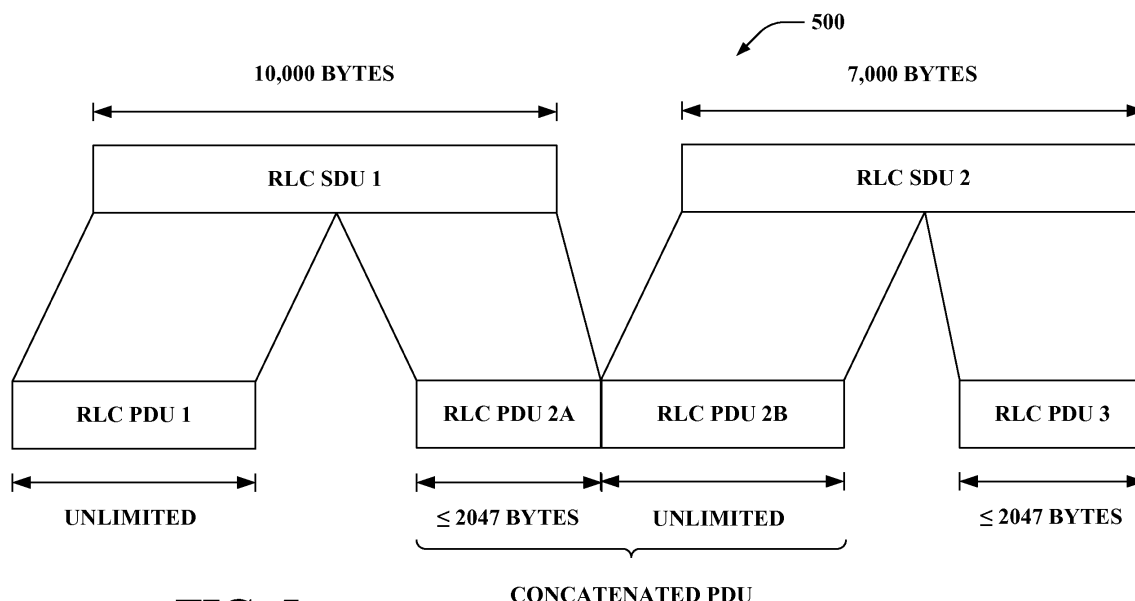 500
10,000 BYTES
7,000 BYTES
RLC SDU 1
RLC SDU 2
RLC PDU 1
RLC PDU 2A
RLC PDU 2B
RLC PDU 3
UNLIMITED
≤ 2047 BYTES
UNLIMITED
≤ 2047 BYTES
CONCATENATED PDU